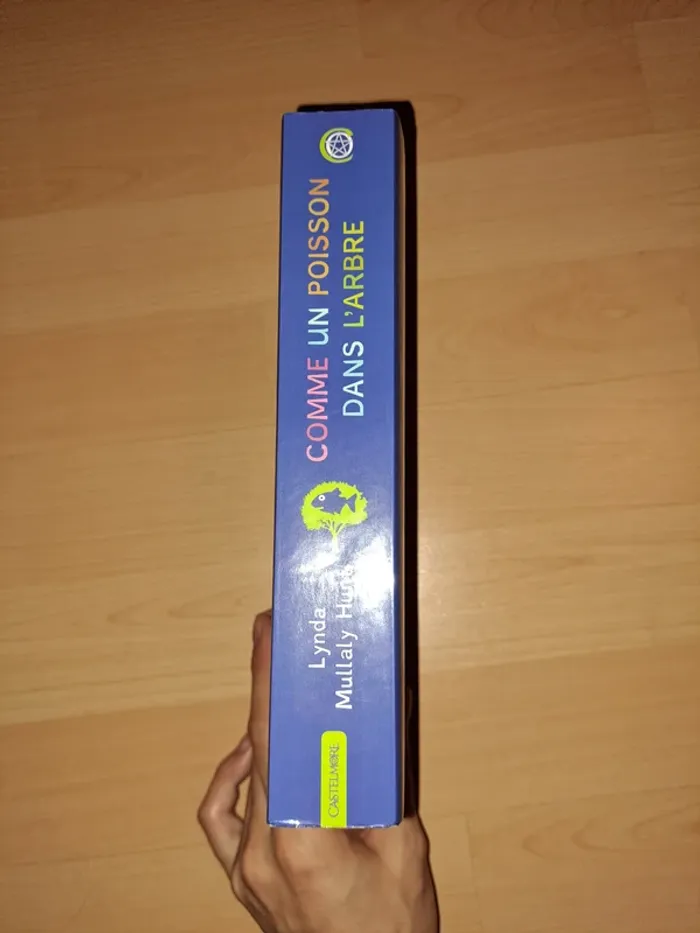 COMME UN POISSON
DANS L'ARBRE
Lynda
Mullaly Hunt
CASTELMORE